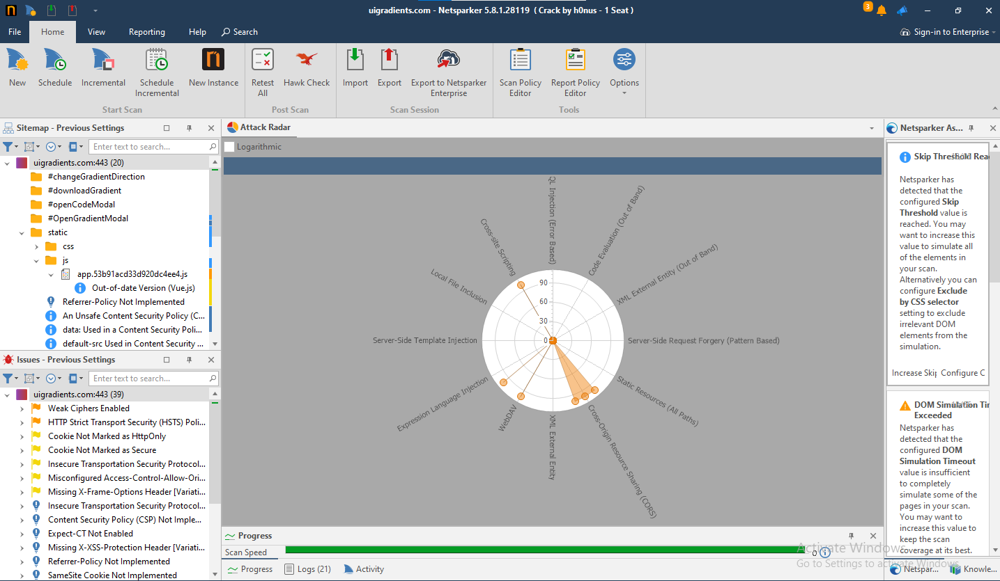 uigradients.com - Netsparker 5.8.1.28119 ( Crack by h0nus - 1 Seat )
3
File
Home
View
Reporting
Help
Search
Sign-in to Enterprise
New
Schedule
Incremental
Schedule
Incremental
New Instance
Retest
All
Hawk Check
Import
Export
Export to Netsparker
Enterprise
Scan Policy
Editor
Report Policy
Editor
Options
Start Scan
Post Scan
Scan Session
Tools
Sitemap - Previous Settings
Enter text to search...
uigradients.com:443 (20)
#changeGradientDirection
#downloadGradient
#openCodeModal
#OpenGradientModal
static
css
js
app.53b91acd33d920dc4ee4.js
Out-of-date Version (Vue.js)
Referrer-Policy Not Implemented
An Unsafe Content Security Policy (C...
data: Used in a Content Security Poli...
default-src Used in Content Security ...
Issues - Previous Settings
Enter text to search...
uigradients.com:443 (39)
Weak Ciphers Enabled
HTTP Strict Transport Security (HSTS) Poli...
Cookie Not Marked as HttpOnly
Cookie Not Marked as Secure
Insecure Transportation Security Protocol...
Misconfigured Access-Control-Allow-Ori...
Missing X-Frame-Options Header [Variati...
Insecure Transportation Security Protocol...
Content Security Policy (CSP) Not Imple...
Expect-CT Not Enabled
Missing X-XSS-Protection Header [Variati...
Referrer-Policy Not Implemented
SameSite Cookie Not Implemented
Attack Radar
Logarithmic
QL Injection (Error Based)
Code Evaluation (Out of Band)
XML External Entity (Out of Band)
Server-Side Request Forgery (Pattern Based)
Static Resources (All Paths)
Cross-Origin Resource Sharing (CORS)
XML External Entity
WebDAV
Expression Language Injection
Server-Side Template Injection
Local File Inclusion
Cross-site Scripting
90
60
30
0
Progress
Scan Speed
0
Progress
Logs (21)
Activity
Netsparker As...
Skip Threshold Reac
Netsparker has
detected that the
configured Skip
Threshold value is
reached. You may
want to increase this
value to simulate all
of the elements in
your scan.
Alternatively you can
configure Exclude
by CSS selector
setting to exclude
irrelevant DOM
elements from the
simulation.
Increase Skip
Configure C
DOM Simulation Tim
Exceeded
Netsparker has
detected that the
configured DOM
Simulation Timeout
value is insufficient
to completely
simulate some of the
pages in your scan.
You may want to
increase this value to
keep the scan
coverage at its best.
Activate Windows
Go to Settings to activate Windows.
Netspar...
Knowle...